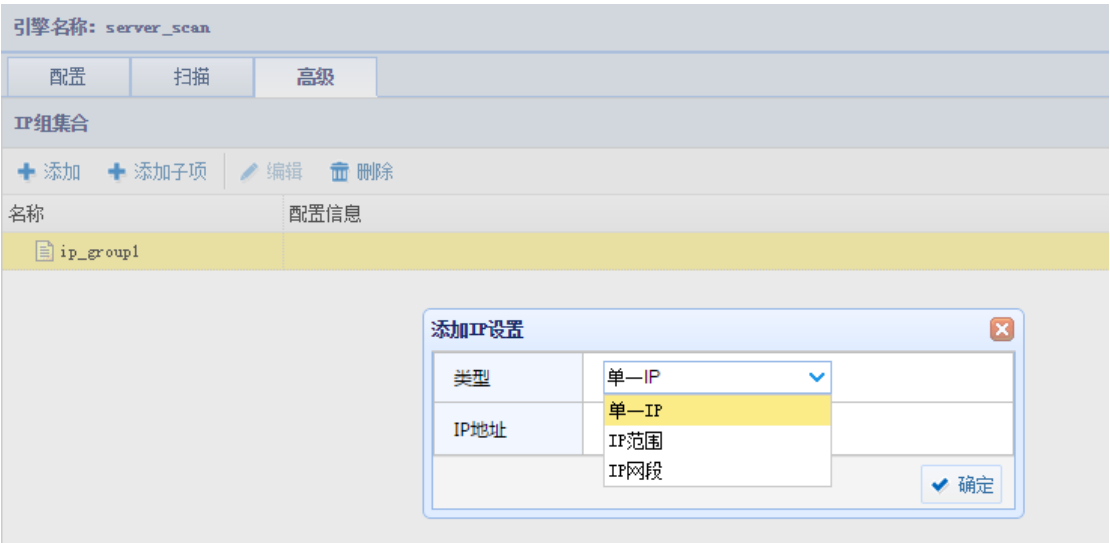 引擎名称: server_scan
配置 扫描 高级
IP组集合
添加 添加子项 编辑 删除
名称 配置信息
ip_group1
添加IP设置
类型 单一IP
单一IP
IP地址
IP范围
IP网段
确定